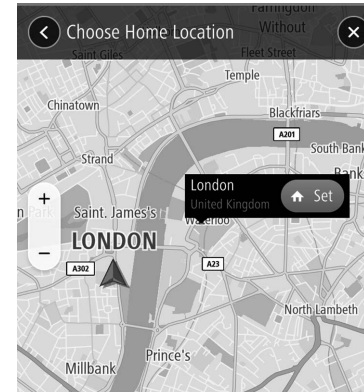 Farringdon
Choose Home Location
Without
Saint Giles
Fleet Street
Temple
Chinatown
Blackfriars
A201
South Bank
Strand
Bank
London
United Kingdom
Set
Waterloo
+
n Park
Saint. James's
−
LONDON
A302
A23
North Lambeth
Prince's
Millbank